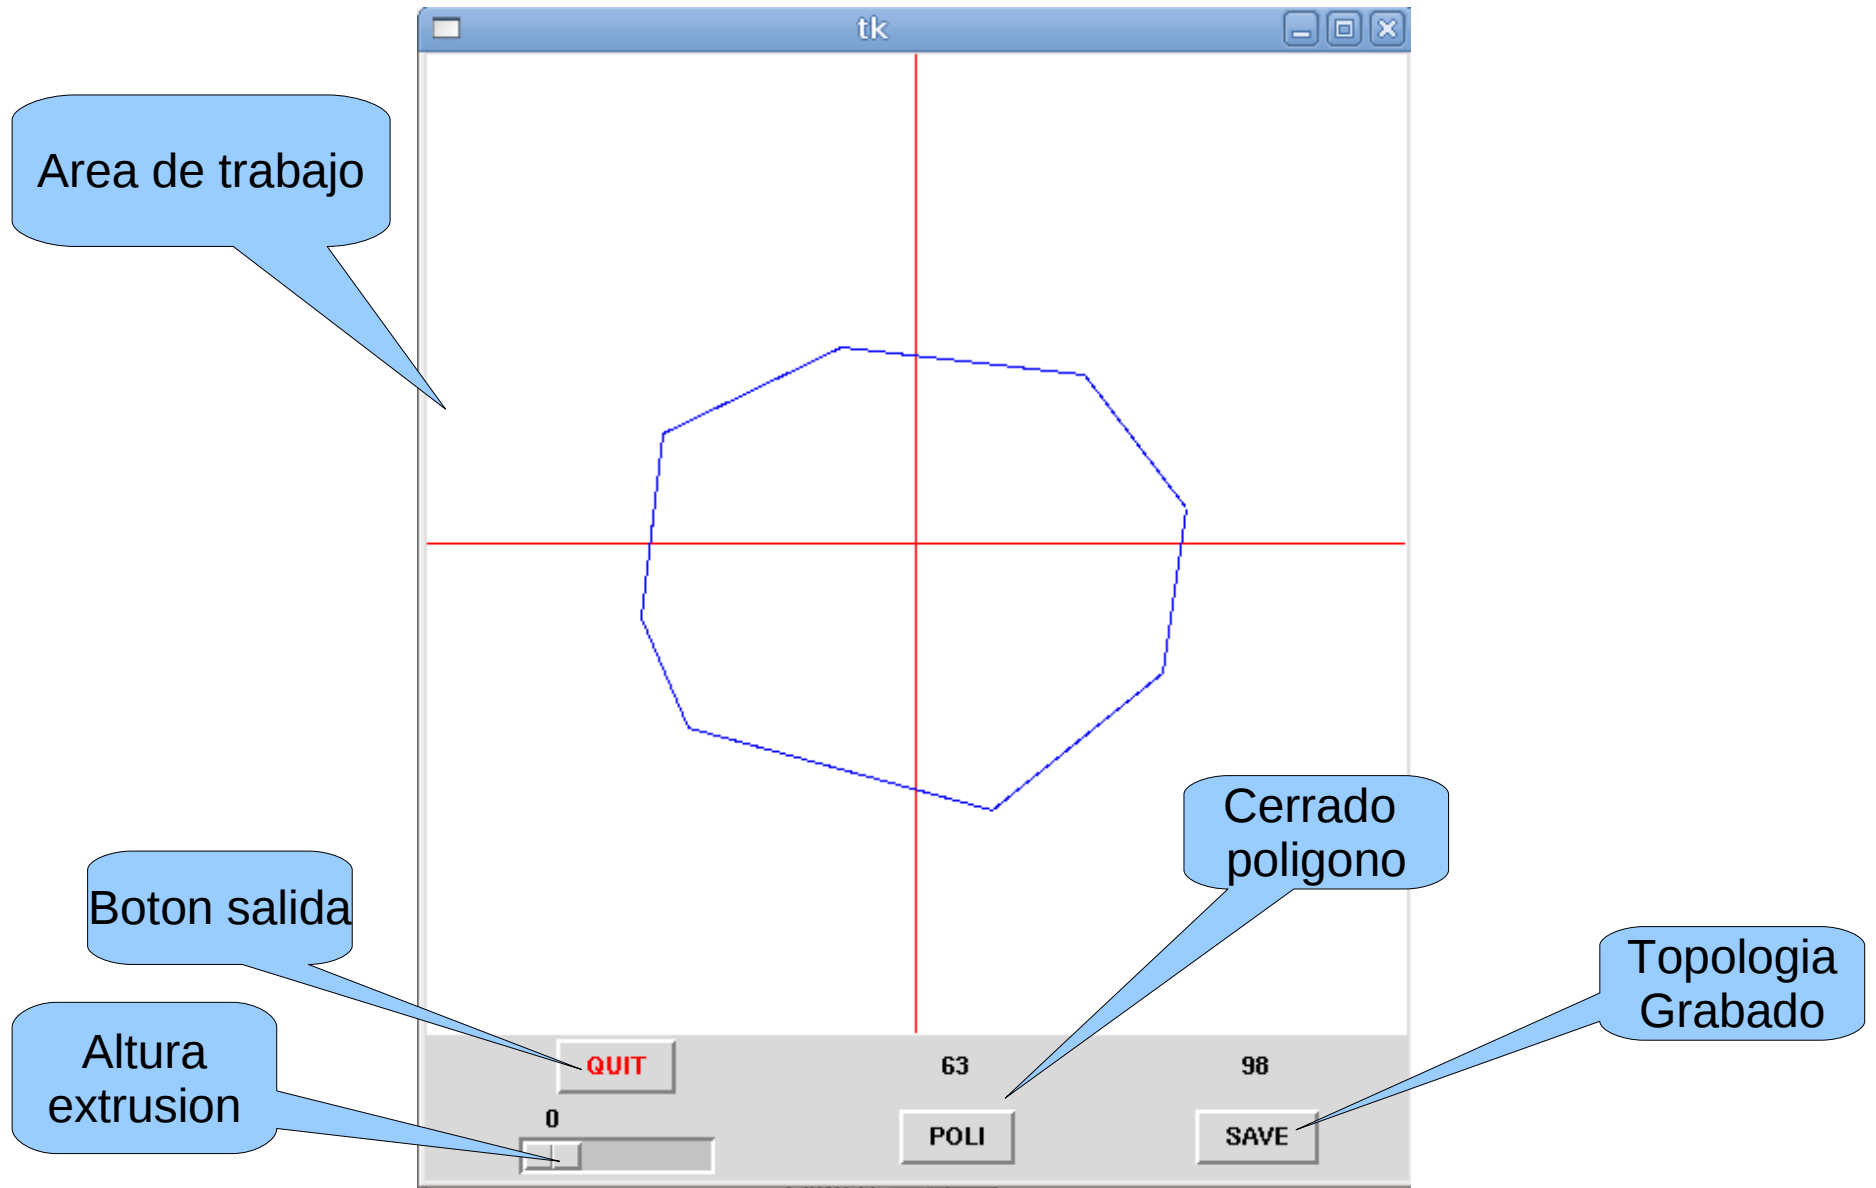 tk
Area de trabajo
Cerrado
poligono
Boton salida
Topologia
Grabado
Altura
extrusion
QUIT
63
98
0
POLI
SAVE